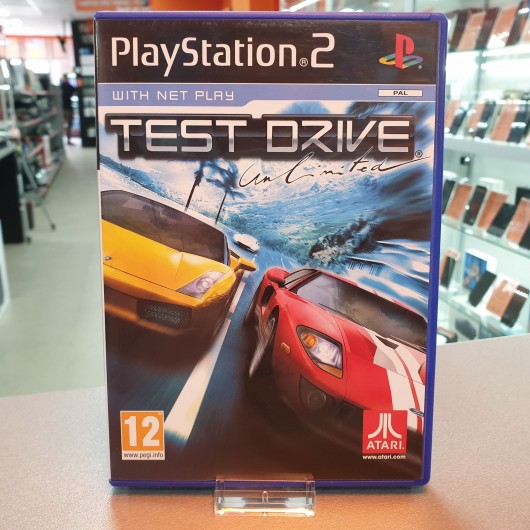 PlayStation®2
WITH NET PLAY
PAL
TEST DRIVE®
Unlimited
12
www.pegi.info
ATARI®
www.atari.com